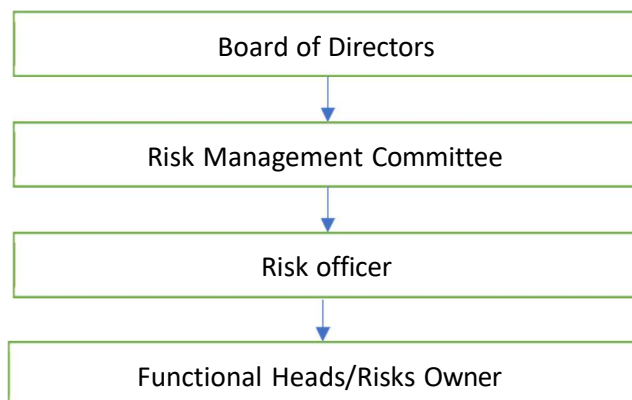 Board of Directors
Risk Management Committee
Risk officer
Functional Heads/Risks Owner